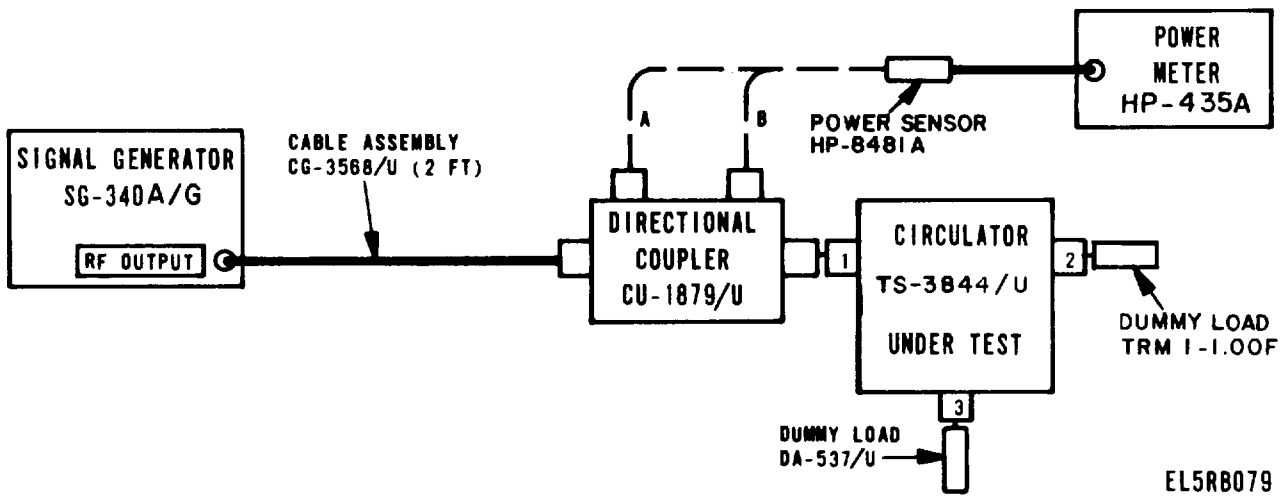 POWER
METER
HP-435A
A
B
POWER SENSOR
HP-8481A
CABLE ASSEMBLY
CG-3568/U (2 FT)
SIGNAL GENERATOR
SG-340A/G
RF OUTPUT
DIRECTIONAL
COUPLER
CU-1879/U
1
CIRCULATOR
TS-3844/U
UNDER TEST
2
3
DUMMY LOAD
TRM 1-1.00F
DUMMY LOAD
DA-537/U
EL5RB079